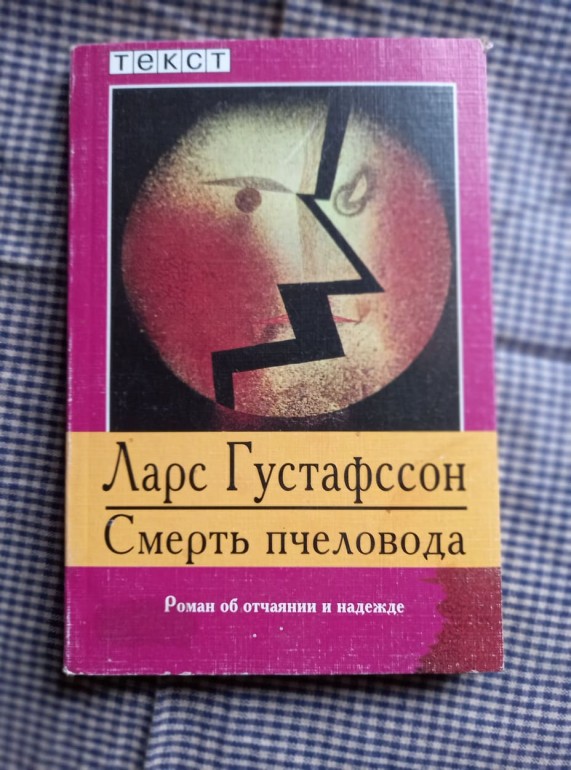 текст
Ларс Густафссон
Смерть пчеловода
Роман об отчаянии и надежде